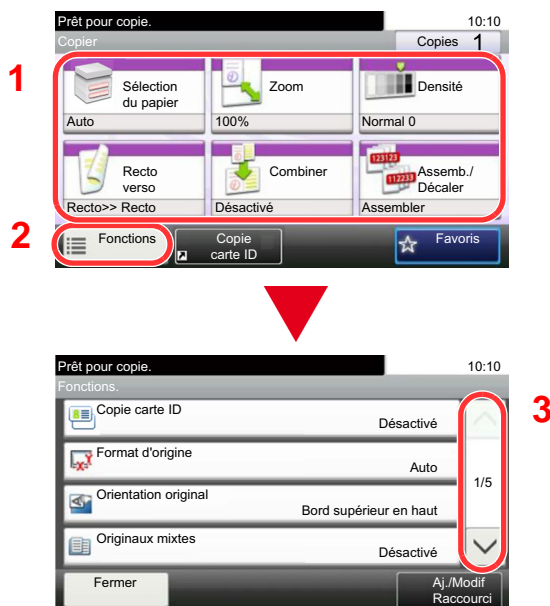 Prêt pour copie. 10:10
Copier Copies 1
1
Sélection du papier
Auto
Zoom
100%
Densité
Normal 0
Recto verso
Recto>> Recto
Combiner
Désactivé
123123
112233
Assemb./ Décaler
Assembler
2
Fonctions
Copie carte ID
Favoris
Prêt pour copie. 10:10
Fonctions.
3
Copie carte ID
Désactivé
Format d'origine
Auto
1/5
Orientation original
Bord supérieur en haut
Originaux mixtes
Désactivé
Fermer
Aj./Modif Raccourci